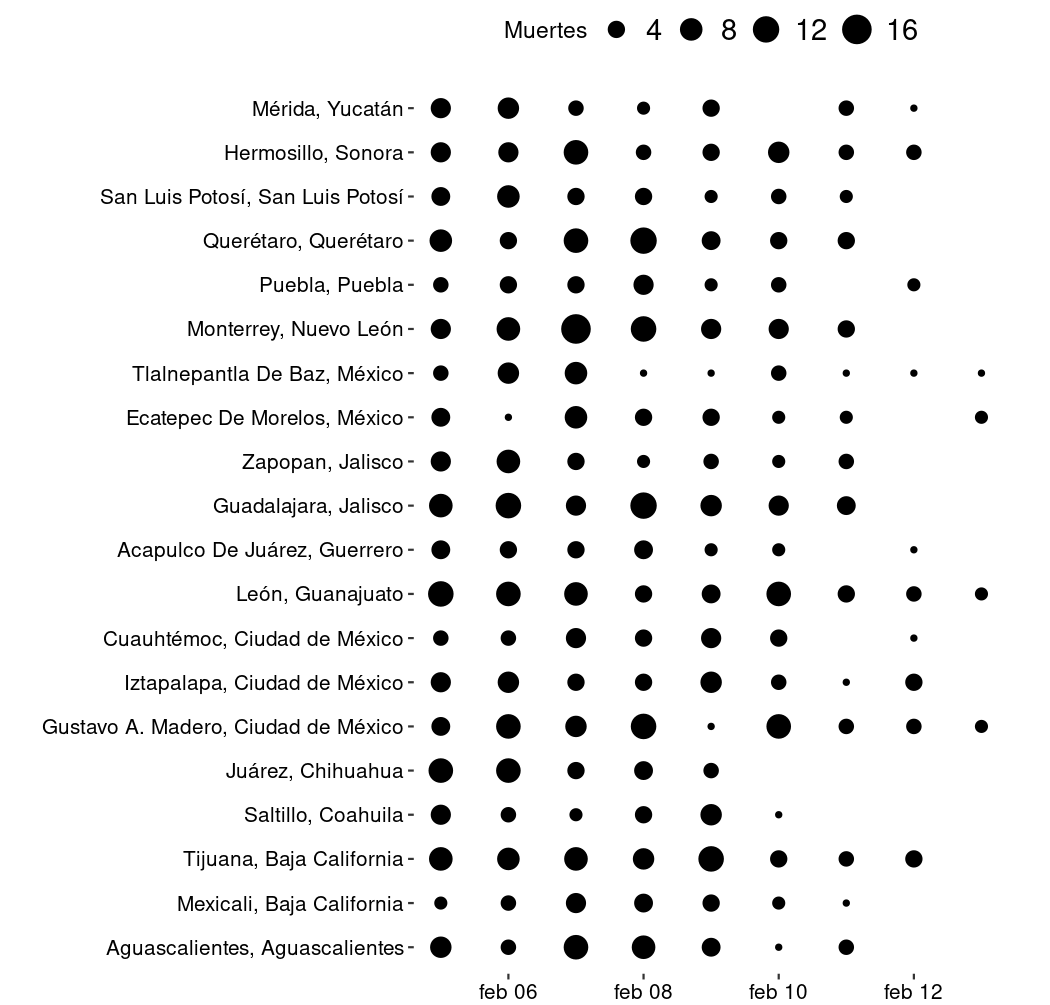 Muertes 4 8 12 16
Mérida, Yucatán
Hermosillo, Sonora
San Luis Potosí, San Luis Potosí
Querétaro, Querétaro
Puebla, Puebla
Monterrey, Nuevo León
Tlalnepantla De Baz, México
Ecatepec De Morelos, México
Zapopan, Jalisco
Guadalajara, Jalisco
Acapulco De Juárez, Guerrero
León, Guanajuato
Cuauhtémoc, Ciudad de México
Iztapalapa, Ciudad de México
Gustavo A. Madero, Ciudad de México
Juárez, Chihuahua
Saltillo, Coahuila
Tijuana, Baja California
Mexicali, Baja California
Aguascalientes, Aguascalientes
feb 06 feb 08 feb 10 feb 12